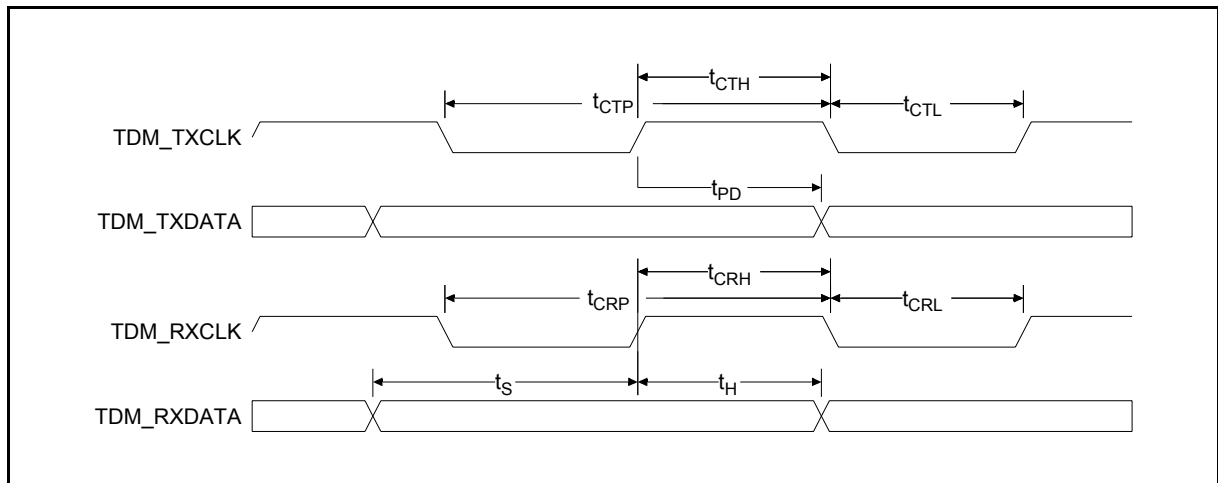 tCTH
tCTP
tCTL
TDM_TXCLK
tPD
TDM_TXDATA
tCRH
tCRP
tCRL
TDM_RXCLK
tS
tH
TDM_RXDATA